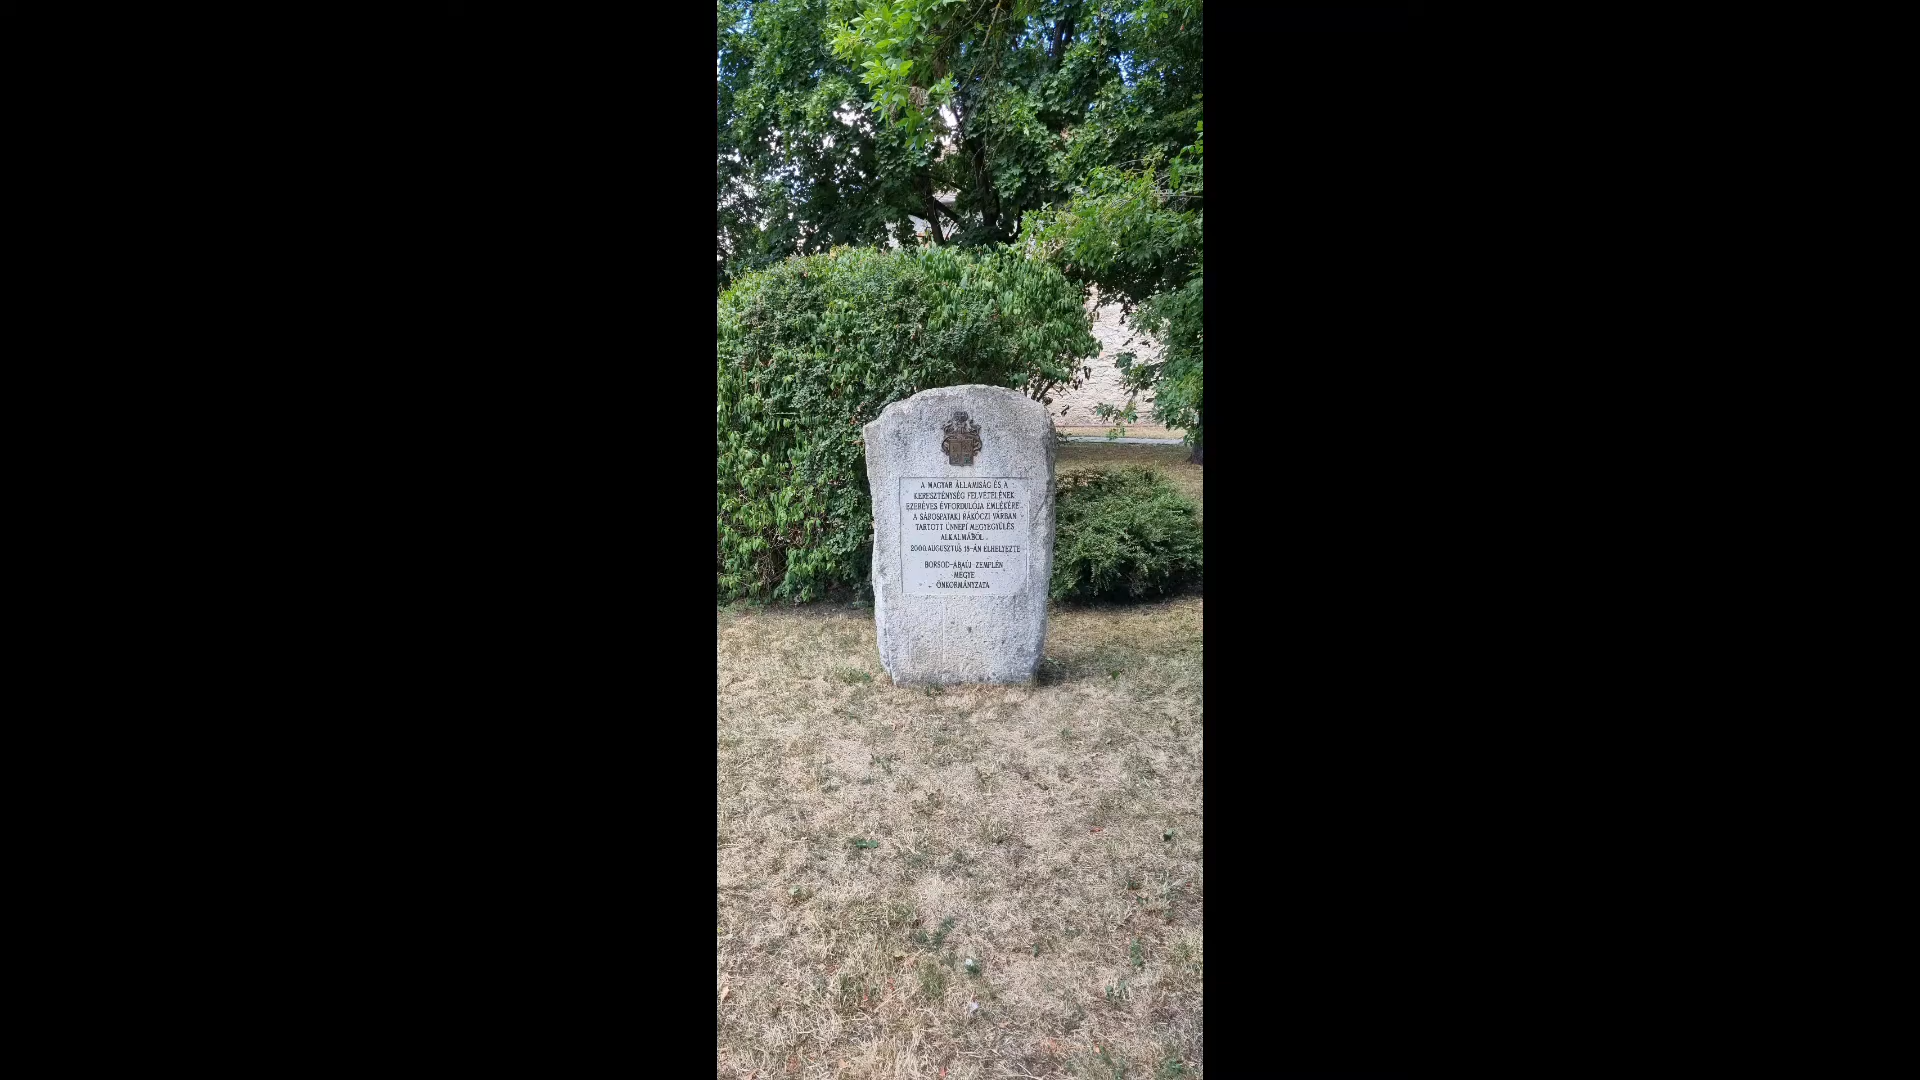 A MAGYAR ÁLLAMISÁG ÉS A
KERESZTÉNYSÉG FELVÉTELÉNEK
EZERÉVES ÉVFORDULÓJA EMLÉKÉRE
A SÁROSPATAKI RÁKÓCZI VÁRBAN
TARTOTT ÜNNEPI MEGYEGYŰLÉS
ALKALMÁBÓL
2000.AUGUSZTUS 18-ÁN ELHELYEZTE
BORSOD-ABAÚJ-ZEMPLÉN
MEGYE
ÖNKORMÁNYZATA